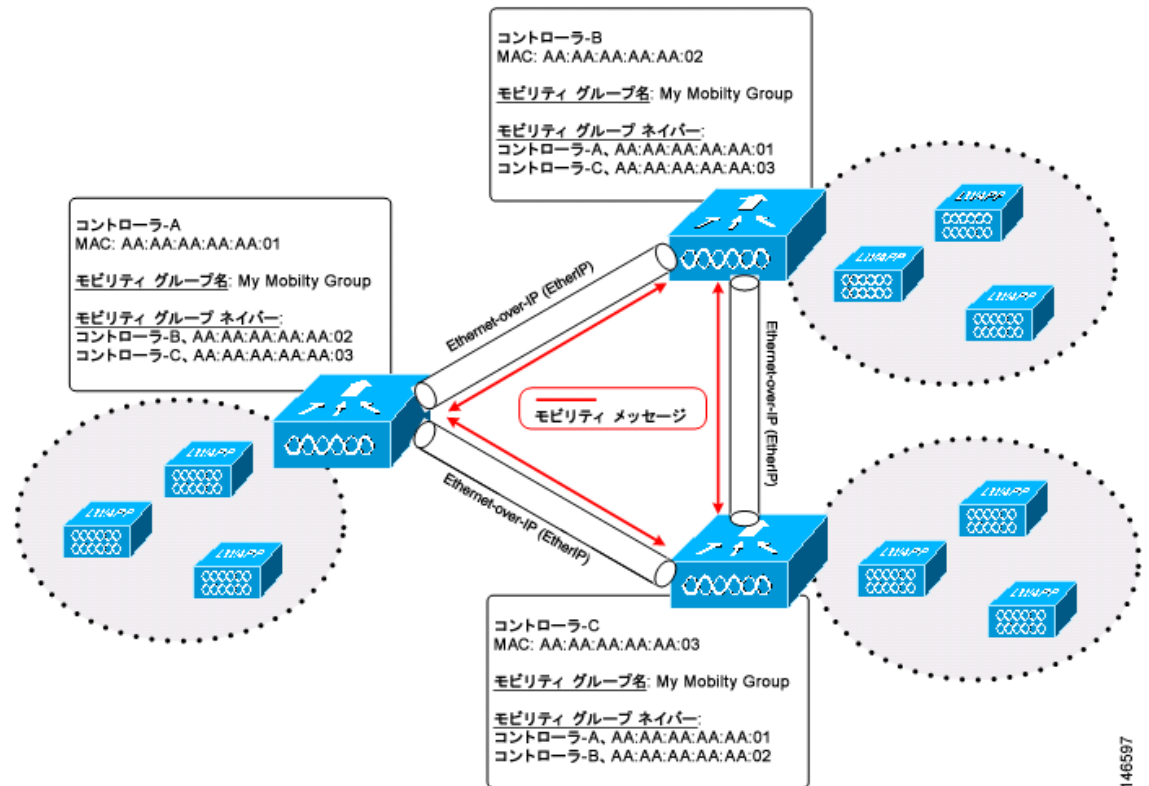 コントローラ-B
MAC: AA:AA:AA:AA:AA:02
モビリティ グループ名: My Mobilty Group
モビリティ グループ ネイバー:
コントローラ-A、AA:AA:AA:AA:AA:01
コントローラ-C、AA:AA:AA:AA:AA:03
コントローラ-A
MAC: AA:AA:AA:AA:AA:01
モビリティ グループ名: My Mobilty Group
モビリティ グループ ネイバー:
コントローラ-B、AA:AA:AA:AA:AA:02
コントローラ-C、AA:AA:AA:AA:AA:03
LWAPP
LWAPP
LWAPP
Ethernet-over-IP (EtherIP)
Ethernet-over-IP (EtherIP)
モビリティ メッセージ
LWAPP
LWAPP
LWAPP
Ethernet-over-IP (EtherIP)
LWAPP
LWAPP
LWAPP
コントローラ-C
MAC: AA:AA:AA:AA:AA:03
モビリティ グループ名: My Mobilty Group
モビリティ グループ ネイバー:
コントローラ-A、AA:AA:AA:AA:AA:01
コントローラ-B、AA:AA:AA:AA:AA:02
146597